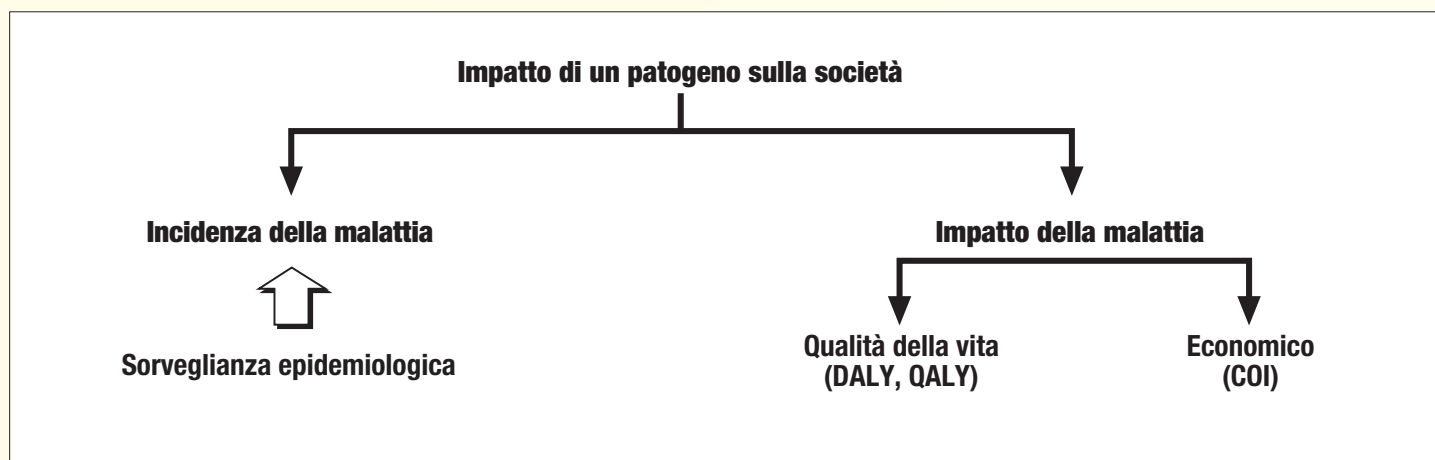 Impatto di un patogeno sulla società
Incidenza della malattia
Impatto della malattia
Sorveglianza epidemiologica
Qualità della vita
(DALY, QALY)
Economico
(COI)